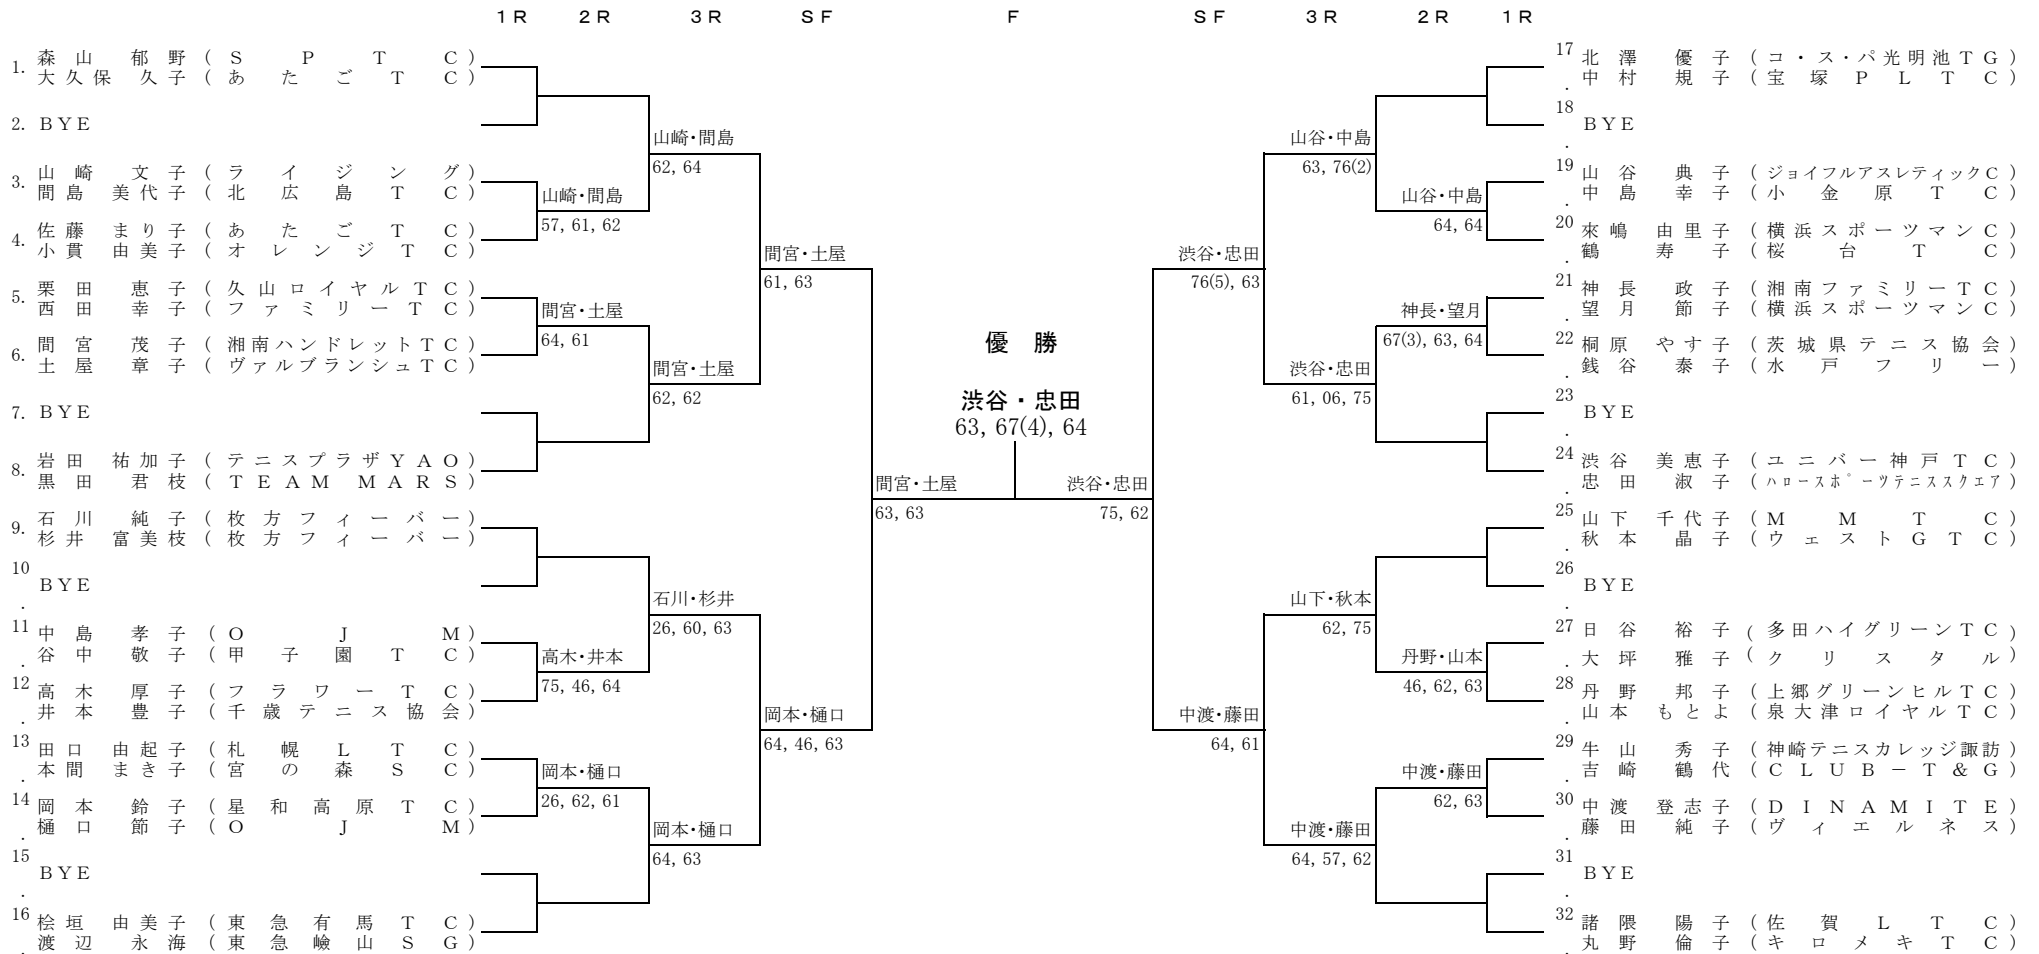 1R 2R 3R SF F SF 3R 2R 1R
1. 森山 郁野 (SPTC)
大久保 久子 (あたごTC)
2. BYE
3. 山崎 文子 (ライジング)
間島 美代子 (北広島TC)
4. 佐藤 まり子 (あたごTC)
小貫 由美子 (オレンジTC)
5. 栗田 恵子 (久山ロイヤルTC)
西田 幸子 (ファミリーTC)
6. 間宮 茂子 (湘南ハンドレットTC)
土屋 章子 (ヴァルブランシュTC)
7. BYE
8. 岩田 祐加子 (テニスプラザYAO)
黒田 君枝 (TEAM MARS)
9. 石川 純子 (枚方フィーバー)
杉井 富美枝 (枚方フィーバー)
10. BYE
11. 中島 孝子 (OJM)
谷中 敬子 (甲子園TC)
12. 高木 厚子 (フラワーTC)
井本 豊子 (千歳テニス協会)
13. 田口 由起子 (札幌LTC)
本間 まき子 (宮の森SC)
14. 岡本 鈴子 (星和高原TC)
樋口 節子 (OJM)
15. BYE
16. 桧垣 由美子 (東急有馬TC)
渡辺 永海 (東急嶮山SG)
山崎・間島
57, 61, 62
間宮・土屋
64, 61
高木・井本
75, 46, 64
岡本・樋口
26, 62, 61
山崎・間島
62, 64
間宮・土屋
62, 62
石川・杉井
26, 60, 63
岡本・樋口
64, 63
間宮・土屋
61, 63
岡本・樋口
64, 46, 63
間宮・土屋
63, 63
優 勝
渋谷・忠田
63, 67(4), 64
渋谷・忠田
75, 62
渋谷・忠田
76(5), 63
中渡・藤田
64, 61
山谷・中島
63, 76(2)
渋谷・忠田
61, 06, 75
山下・秋本
62, 75
中渡・藤田
64, 57, 62
山谷・中島
64, 64
神長・望月
67(3), 63, 64
丹野・山本
46, 62, 63
中渡・藤田
62, 63
17. 北澤 優子 (コ・ス・パ光明池TG)
中村 規子 (宝塚PLTC)
18. BYE
19. 山谷 典子 (ジョイフルアスレティックC)
中島 幸子 (小金原TC)
20. 來嶋 由里子 (横浜スポーツマンC)
鶴 寿子 (桜台TC)
21. 神長 政子 (湘南ファミリーTC)
望月 節子 (横浜スポーツマンC)
22. 桐原 やす子 (茨城県テニス協会)
銭谷 泰子 (水戸フリー)
23. BYE
24. 渋谷 美恵子 (ユニバー神戸TC)
忠田 淑子 (ハロースポーツテニススクエア)
25. 山下 千代子 (MMTC)
秋本 晶子 (ウェストGTC)
26. BYE
27. 日谷 裕子 (多田ハイグリーンTC)
大坪 雅子 (クリスタル)
28. 丹野 邦子 (上郷グリーンヒルTC)
山本 もとよ (泉大津ロイヤルTC)
29. 牛山 秀子 (神崎テニスカレッジ諏訪)
吉崎 鶴代 (CLUB－T&G)
30. 中渡 登志子 (DINAMITE)
藤田 純子 (ヴィエルネス)
31. BYE
32. 諸隈 陽子 (佐賀LTC)
丸野 倫子 (キロメキTC)